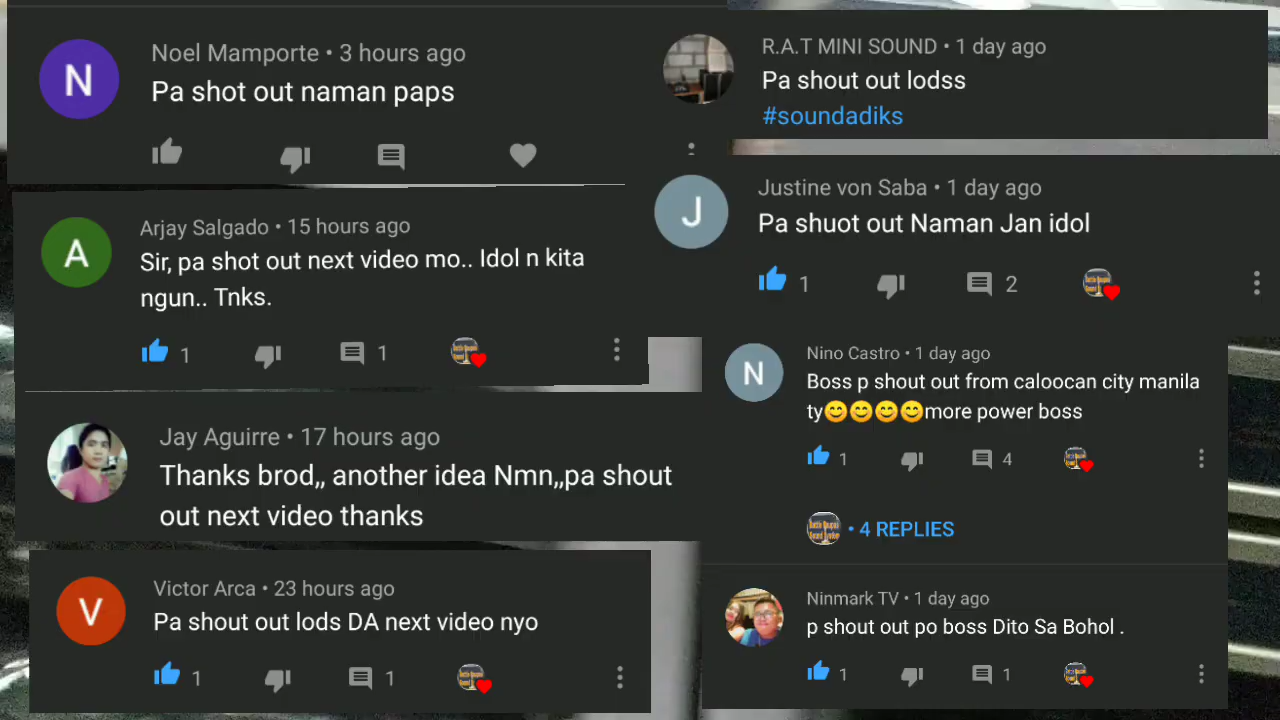 N
Noel Mamporte • 3 hours ago
Pa shot out naman paps
A
Arjay Salgado • 15 hours ago
Sir, pa shot out next video mo.. Idol n kita
ngun.. Tnks.
1
1
Jay Aguirre • 17 hours ago
Thanks brod,, another idea Nmn,,pa shout
out next video thanks
V
Victor Arca • 23 hours ago
Pa shout out lods DA next video nyo
1
1
R.A.T MINI SOUND • 1 day ago
Pa shout out lodss
#soundadiks
J
Justine von Saba • 1 day ago
Pa shuot out Naman Jan idol
1
2
N
Nino Castro • 1 day ago
Boss p shout out from caloocan city manila
ty😊😊😊😊more power boss
1
4
• 4 REPLIES
Ninmark TV • 1 day ago
p shout out po boss Dito Sa Bohol .
1
1